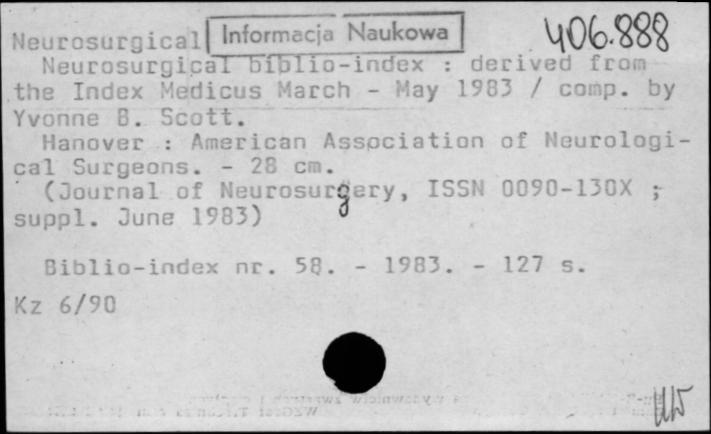 Neurosurgical Informacja Naukowa 406.888
Neurosurgical biblio-index : derived from
the Index Medicus March - May 1983 / comp. by
Yvonne B. Scott.
Hanover : American Association of Neurologi-
cal Surgeons. - 28 cm.
(Journal of Neurosurgery, ISSN 0090-130X ;
suppl. June 1983)
Biblio-index nr. 58. - 1983. - 127 s.
Kz 6/90